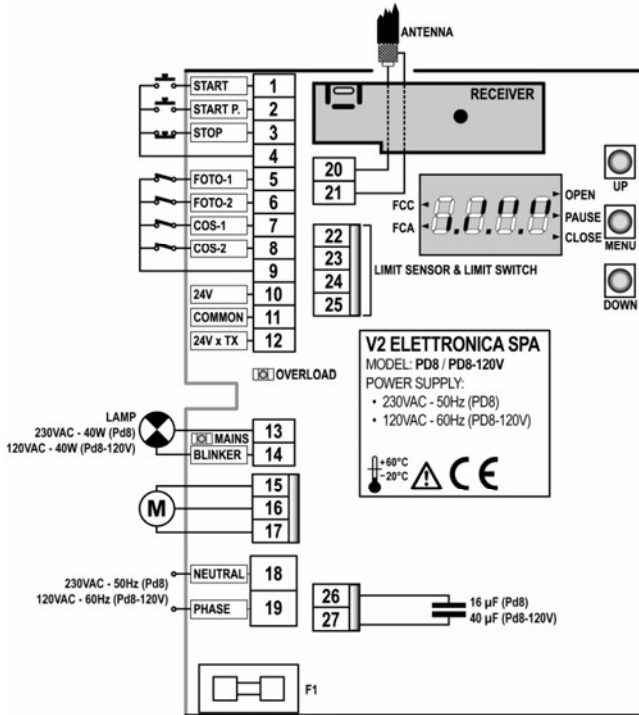 ANTENNA
START 1
START P. 2
STOP 3
4
FOTO-1 5
FOTO-2 6
COS-1 7
COS-2 8
9
24V 10
COMMON 11
24V x TX 12
OVERLOAD
LAMP
230VAC - 40W (Pd8)
120VAC - 40W (Pd8-120V)
MAINS 13
BLINKER 14
M
15
16
17
230VAC - 50Hz (Pd8)
120VAC - 60Hz (Pd8-120V)
NEUTRAL 18
PHASE 19
F1
RECEIVER
20
21
FCC
FCA
OPEN
PAUSE
CLOSE
UP
MENU
DOWN
22
23
24
25
LIMIT SENSOR & LIMIT SWITCH
V2 ELETTRONICA SPA
MODEL: PD8 / PD8-120V
POWER SUPPLY:
• 230VAC - 50Hz (PD8)
• 120VAC - 60Hz (PD8-120V)
+60°C
-20°C
CE
26
27
16 µF (Pd8)
40 µF (Pd8-120V)